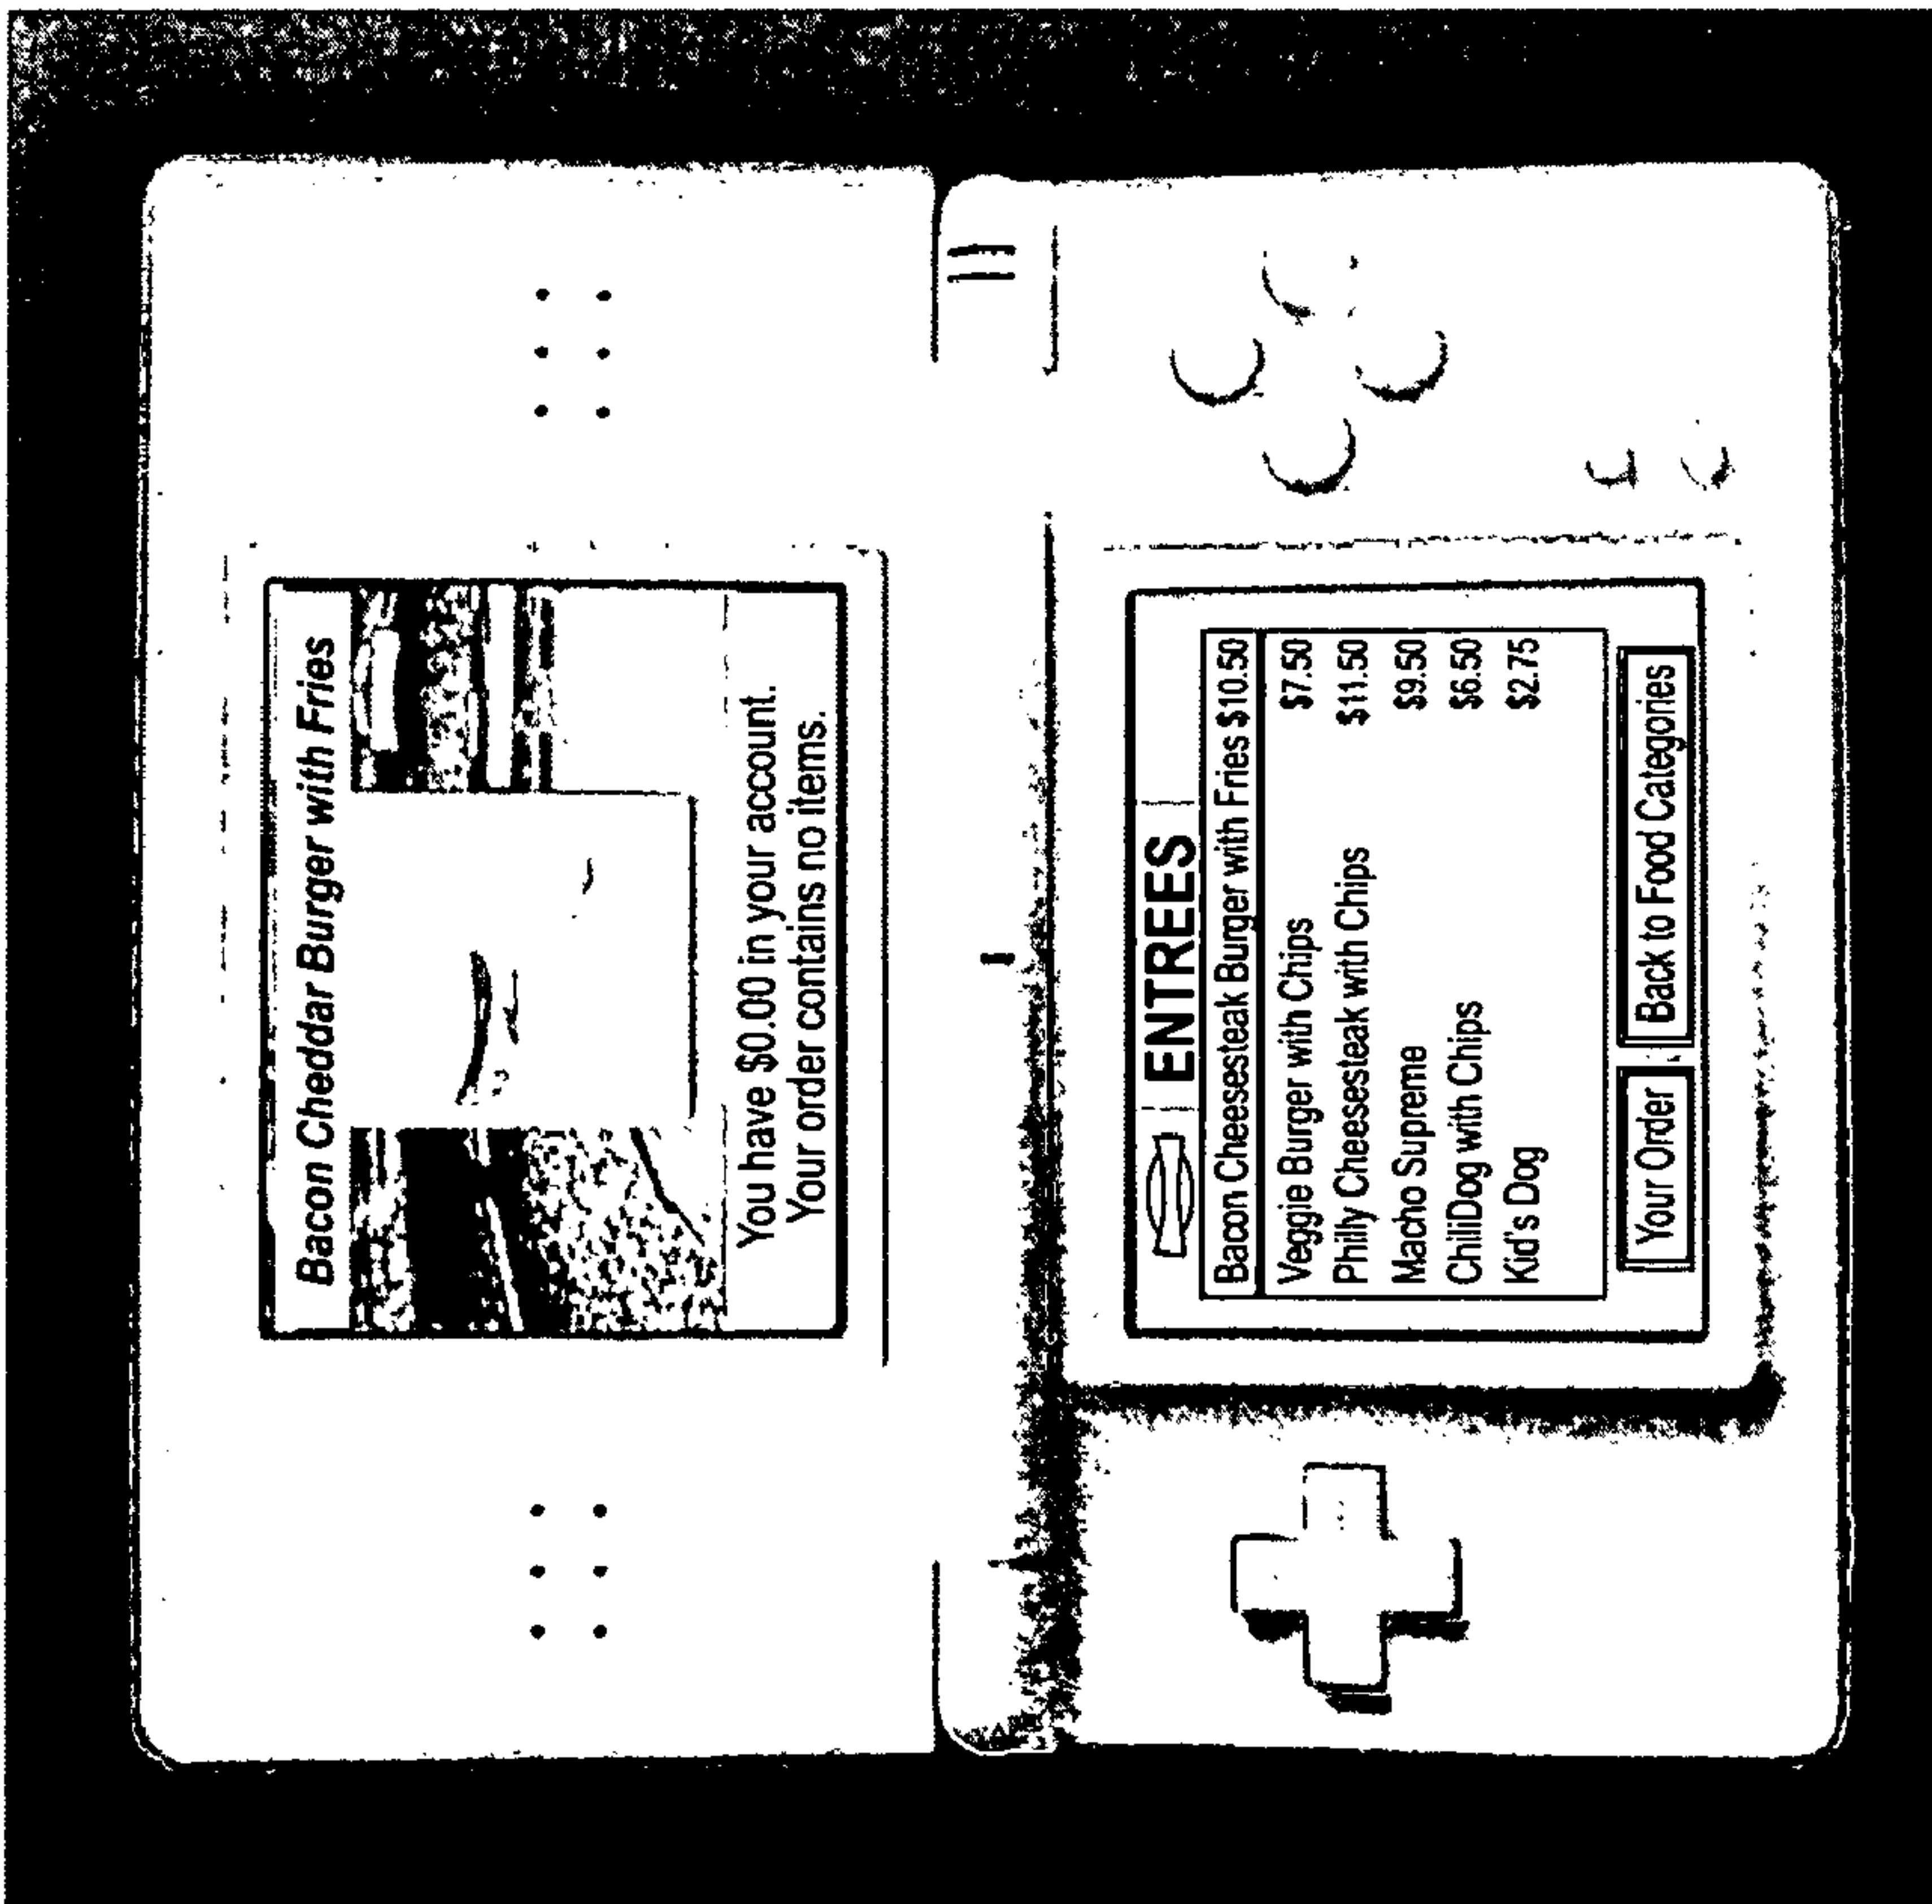 Bacon Cheddar Burger with Fries
You have $0.00 in your account.
Your order contains no items.
ENTREES
Bacon Cheesesteak Burger with Fries $10.50
Veggie Burger with Chips $7.50
Philly Cheesesteak with Chips $11.50
Macho Supreme $9.50
ChiliDog with Chips $6.50
Kid's Dog $2.75
Your Order Back to Food Categories